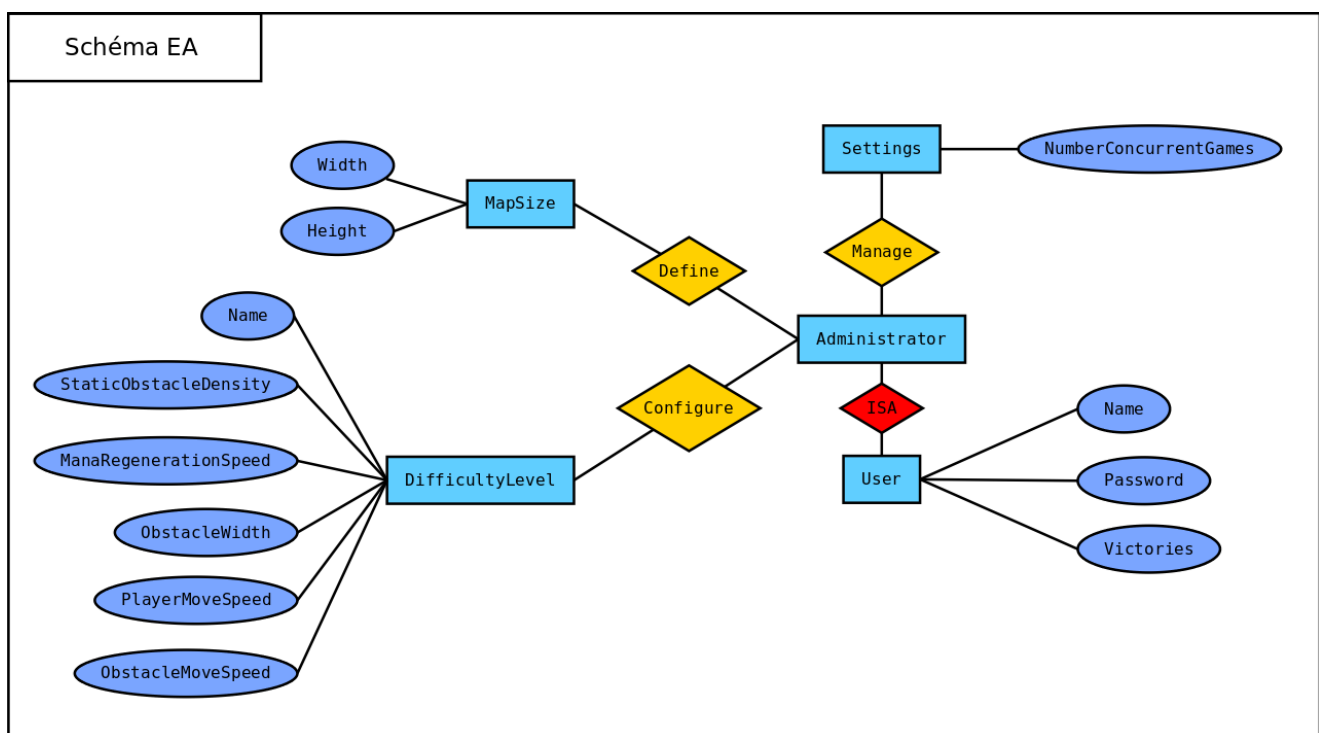 Schéma EA
Settings
NumberConcurrentGames
Width
MapSize
Height
Manage
Define
Name
Administrator
StaticObstacleDensity
Configure
ISA
Name
ManaRegenerationSpeed
DifficultyLevel
User
Password
ObstacleWidth
Victories
PlayerMoveSpeed
ObstacleMoveSpeed